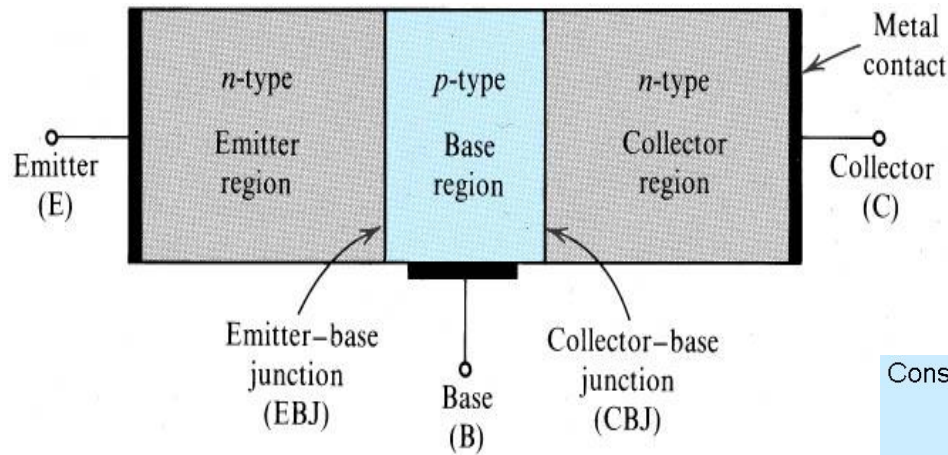 Metal
contact
n-type
Emitter
region
p-type
Base
region
n-type
Collector
region
Emitter
(E)
Collector
(C)
Emitter–base
junction
(EBJ)
Base
(B)
Collector–base
junction
(CBJ)
Cons